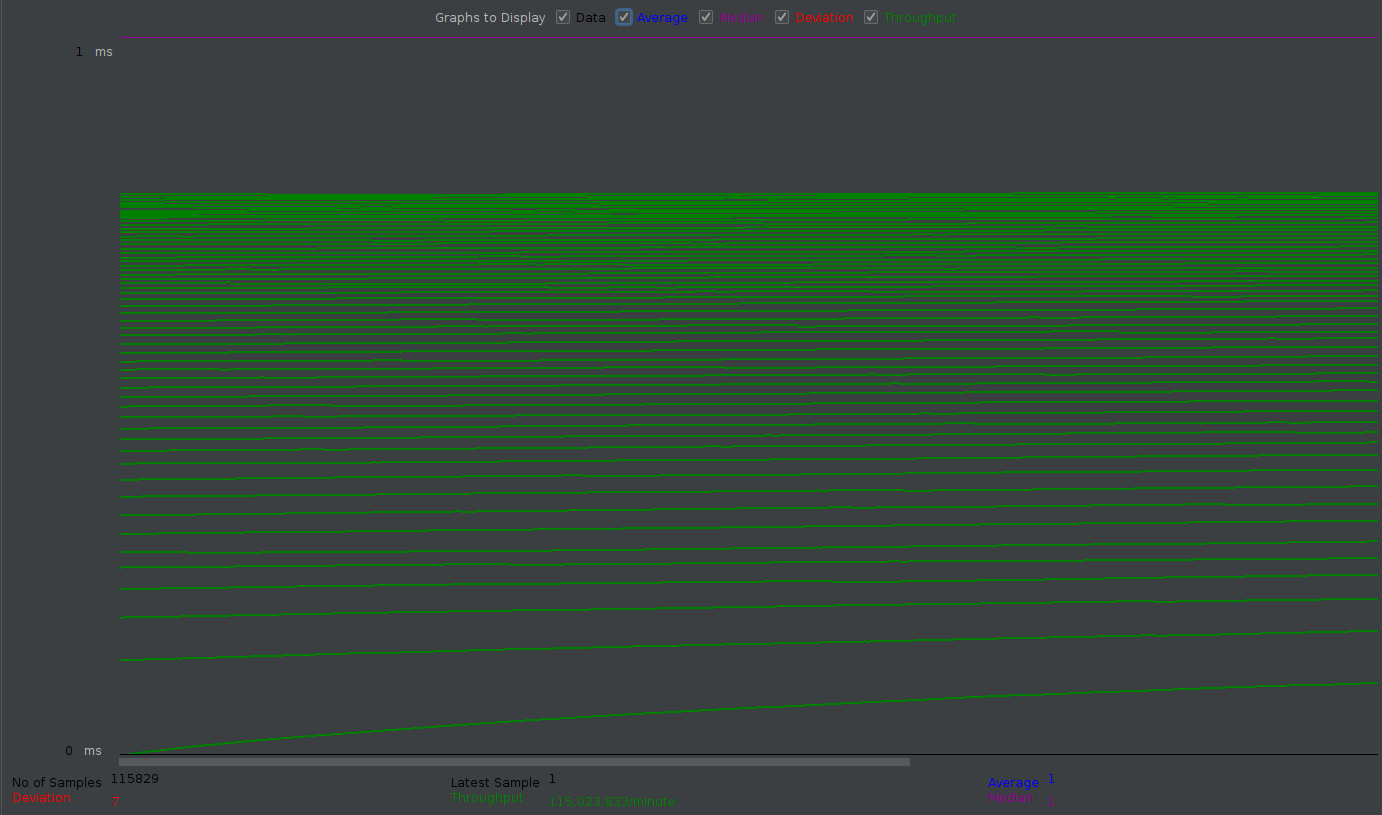 Graphs to Display Data Average Median Deviation Throughput
1 ms
0 ms
No of Samples 115829 Latest Sample 1 Average 1
Deviation 7 Throughput 115,023.833/minute Median